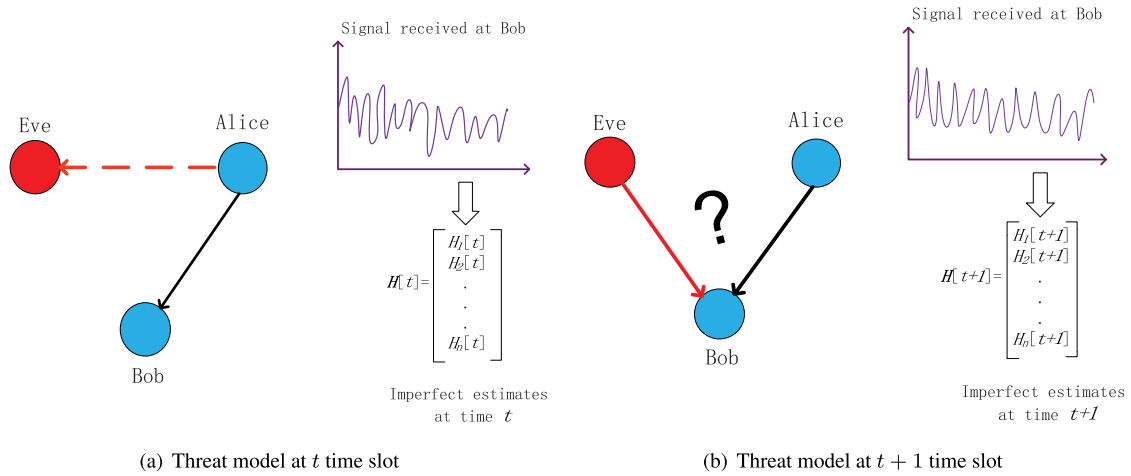 Signal received at Bob
Eve
Alice
Bob
H[t]=
H1[t]
H2[t]
.
.
.
Hn[t]
Imperfect estimates
at time t
(a) Threat model at t time slot
Signal received at Bob
Eve
Alice
?
Bob
H[t+1]=
H1[t+1]
H2[t+1]
.
.
.
Hn[t+1]
Imperfect estimates
at time t+1
(b) Threat model at t + 1 time slot